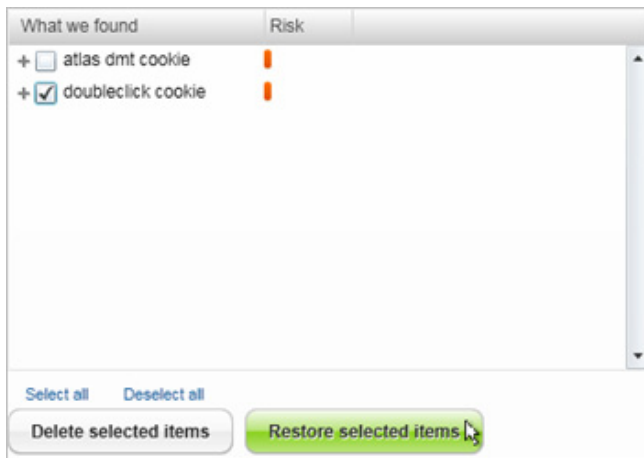 What we found Risk
atlas dmt cookie
doubleclick cookie
Select all Deselect all
Delete selected items Restore selected items